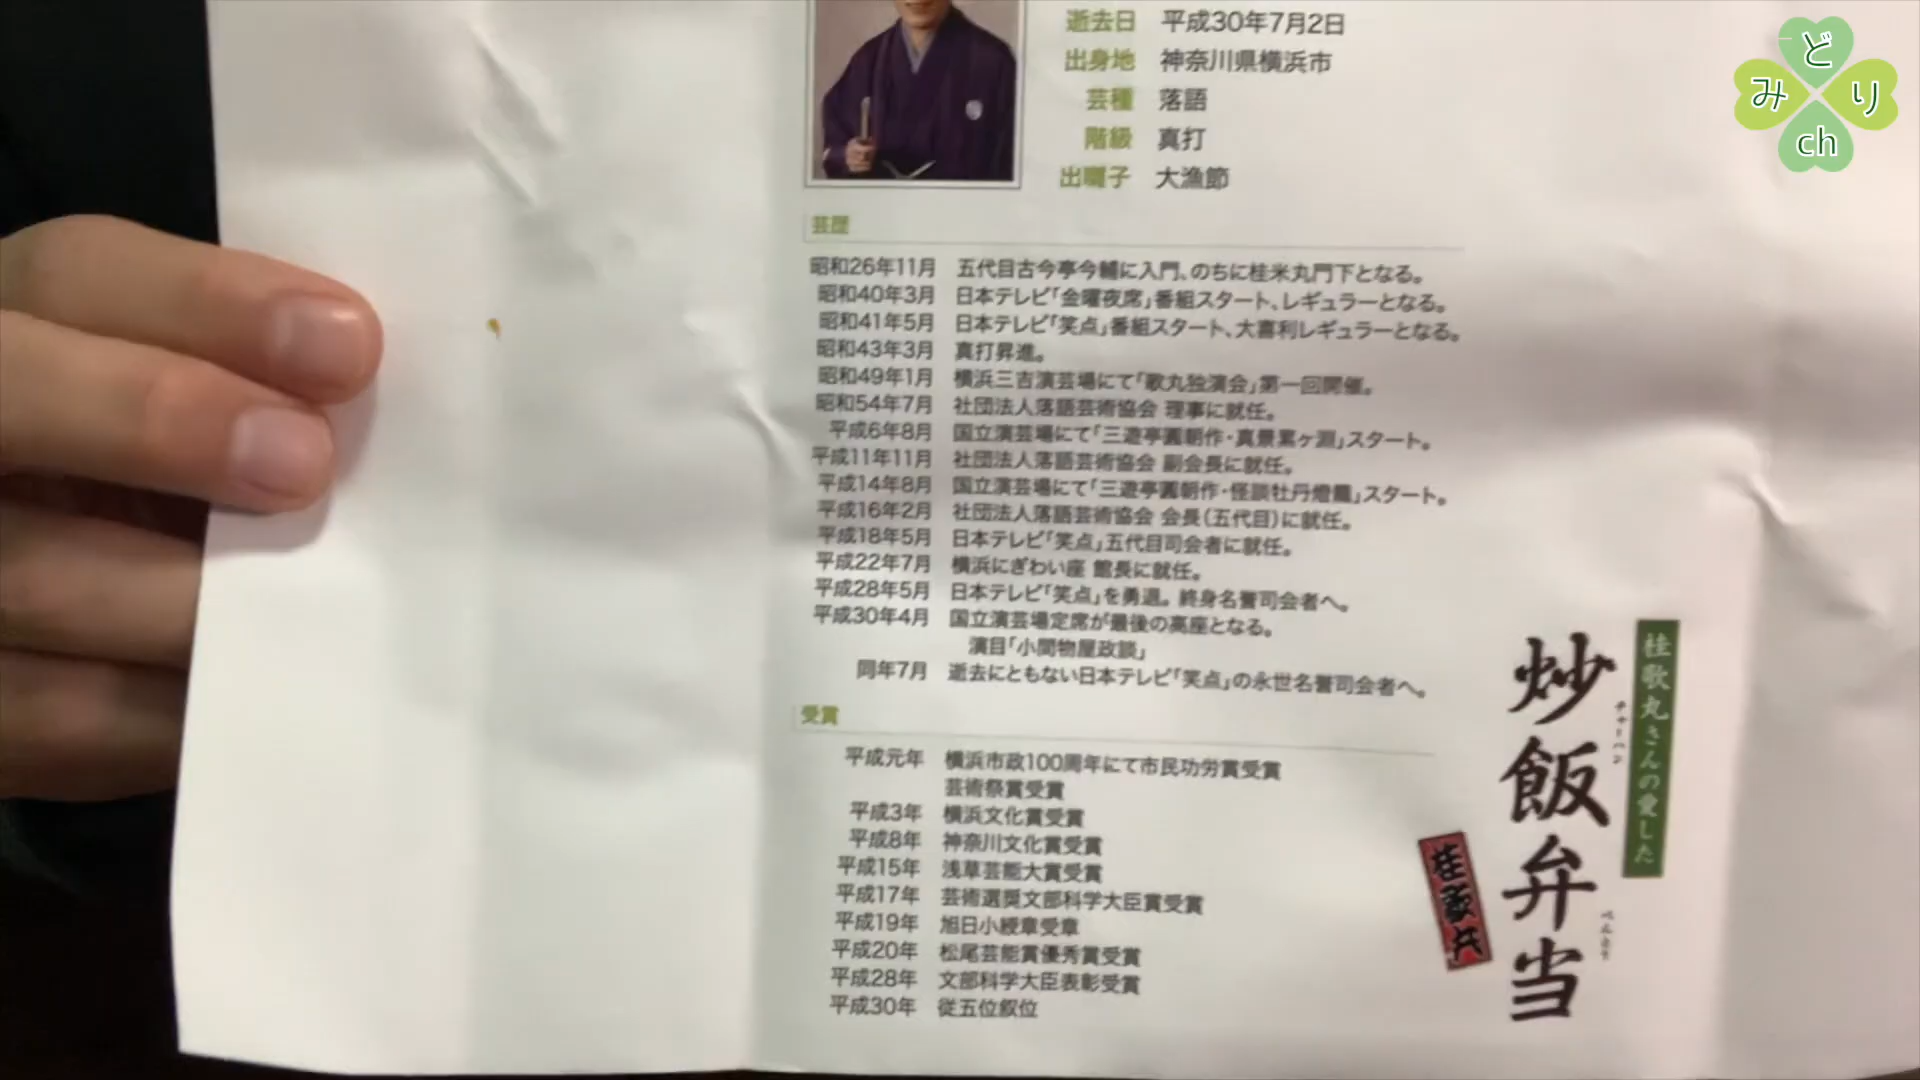 逝去日 平成30年7月2日
出身地 神奈川県横浜市
芸種 落語
階級 真打
出囃子 大漁節
芸歴
昭和26年11月 五代目古今亭今輔に入門、のちに桂米丸門下となる。
昭和40年3月 日本テレビ「金曜夜席」番組スタート、レギュラーとなる。
昭和41年5月 日本テレビ「笑点」番組スタート、大喜利レギュラーとなる。
昭和43年3月 真打昇進。
昭和49年1月 横浜三吉演芸場にて「歌丸独演会」第一回開催。
昭和54年7月 社団法人落語芸術協会 理事に就任。
平成6年8月 国立演芸場にて「三遊亭圓朝作・真景累ヶ淵」スタート。
平成11年11月 社団法人落語芸術協会 副会長に就任。
平成14年8月 国立演芸場にて「三遊亭圓朝作・怪談牡丹燈籠」スタート。
平成16年2月 社団法人落語芸術協会 会長(五代目)に就任。
平成18年5月 日本テレビ「笑点」五代目司会者に就任。
平成22年7月 横浜にぎわい座 館長に就任。
平成28年5月 日本テレビ「笑点」を勇退。終身名誉司会者へ。
平成30年4月 国立演芸場定席が最後の高座となる。
演目「小間物屋政談」
同年7月 逝去にともない日本テレビ「笑点」の永世名誉司会者へ。
受賞
平成元年 横浜市政100周年にて市民功労賞受賞
芸術祭賞受賞
平成3年 横浜文化賞受賞
平成8年 神奈川文化賞受賞
平成15年 浅草芸能大賞受賞
平成17年 芸術選奨文部科学大臣賞受賞
平成19年 旭日小綬章受章
平成20年 松尾芸能賞優秀賞受賞
平成28年 文部科学大臣表彰受賞
平成30年 従五位叙位
桂歌丸さんの愛した
炒飯弁当
チャーハン
べんとう
桂歌丸
みどり
ch